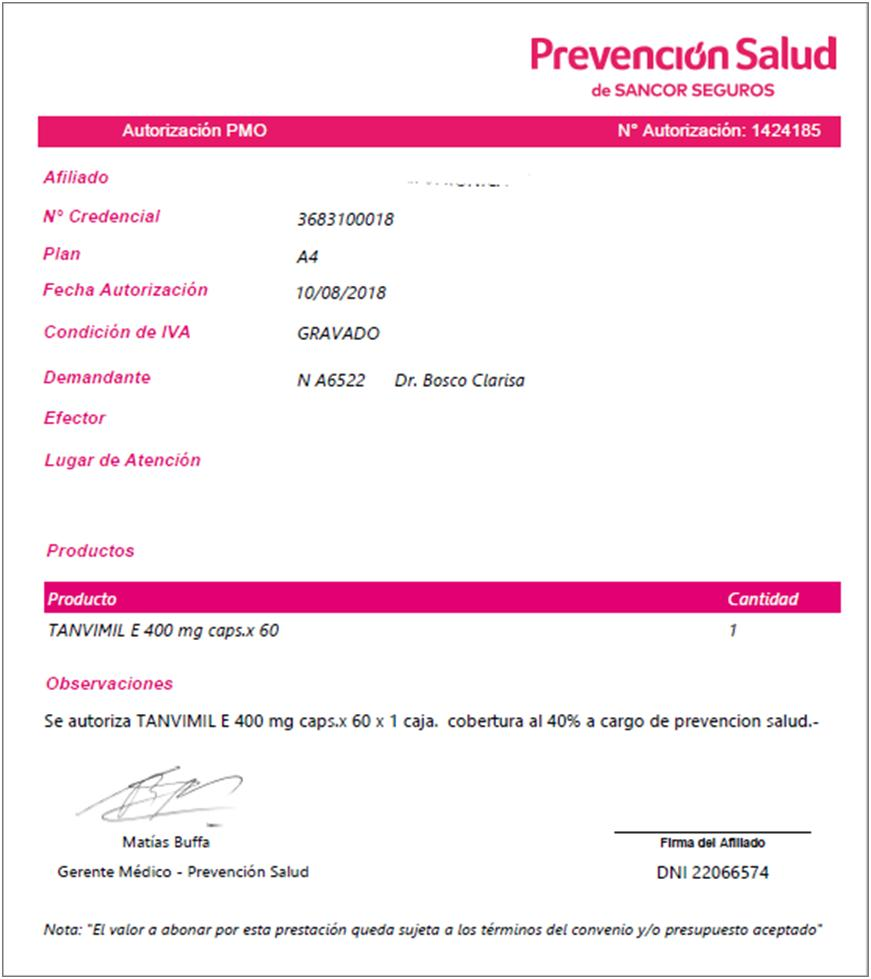 Prevención Salud
de SANCOR SEGUROS
Autorización PMO N° Autorización: 1424185
Afiliado
N° Credencial 3683100018
Plan A4
Fecha Autorización 10/08/2018
Condición de IVA GRAVADO
Demandante N A6522 Dr. Bosco Clarisa
Efector
Lugar de Atención
Productos
Producto Cantidad
TANVIMIL E 400 mg caps.x 60 1
Observaciones
Se autoriza TANVIMIL E 400 mg caps.x 60 x 1 caja. cobertura al 40% a cargo de prevencion salud.-
Matías Buffa Firma del Afiliado
Gerente Médico - Prevención Salud DNI 22066574
Nota: "El valor a abonar por esta prestación queda sujeta a los términos del convenio y/o presupuesto aceptado"